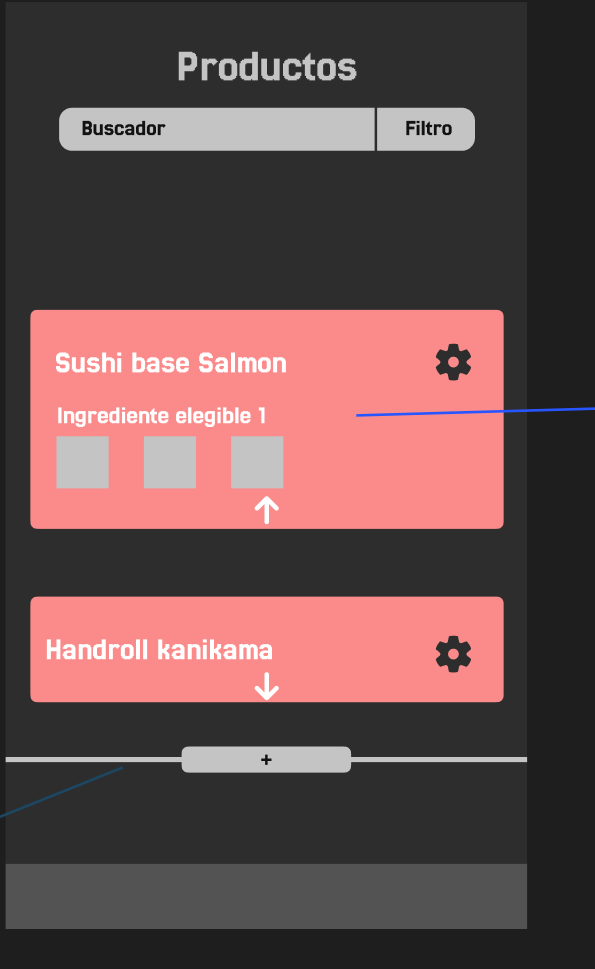 Productos
Buscador
Filtro
Sushi base Salmon
Ingrediente elegible 1
Handroll kanikama
+